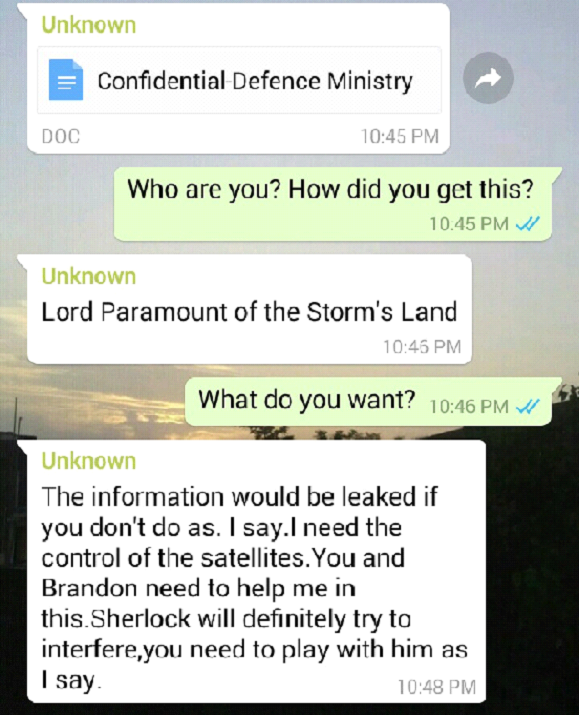 Unknown
Confidential-Defence Ministry
DOC 10:45 PM
Who are you? How did you get this?
10.45 PM
Unknown
Lord Paramount of the Storm's Land
10:46 PM
What do you want? 10:46 PM
Unknown
The information would be leaked if
you don't do as. I say.I need the
control of the satellites.You and
Brandon need to help me in
this.Sherlock will definitely try to
interfere,you need to play with him as
I say. 10:48 PM